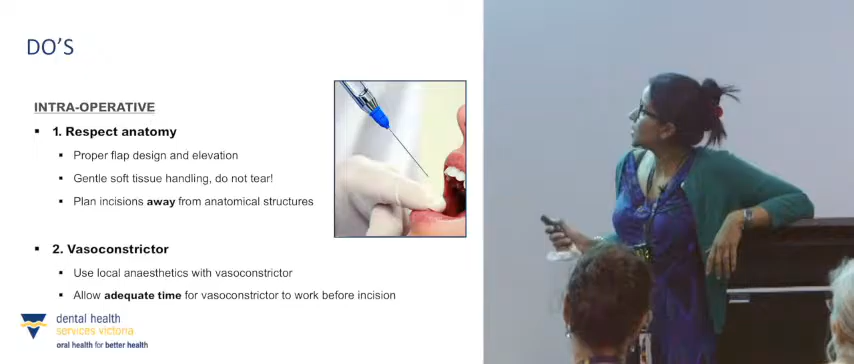 DO'S
INTRA-OPERATIVE
1. Respect anatomy
Proper flap design and elevation
Gentle soft tissue handling, do not tear!
Plan incisions away from anatomical structures
2. Vasoconstrictor
Use local anaesthetics with vasoconstrictor
Allow adequate time for vasoconstrictor to work before incision
dental health
services victoria
oral health for better health